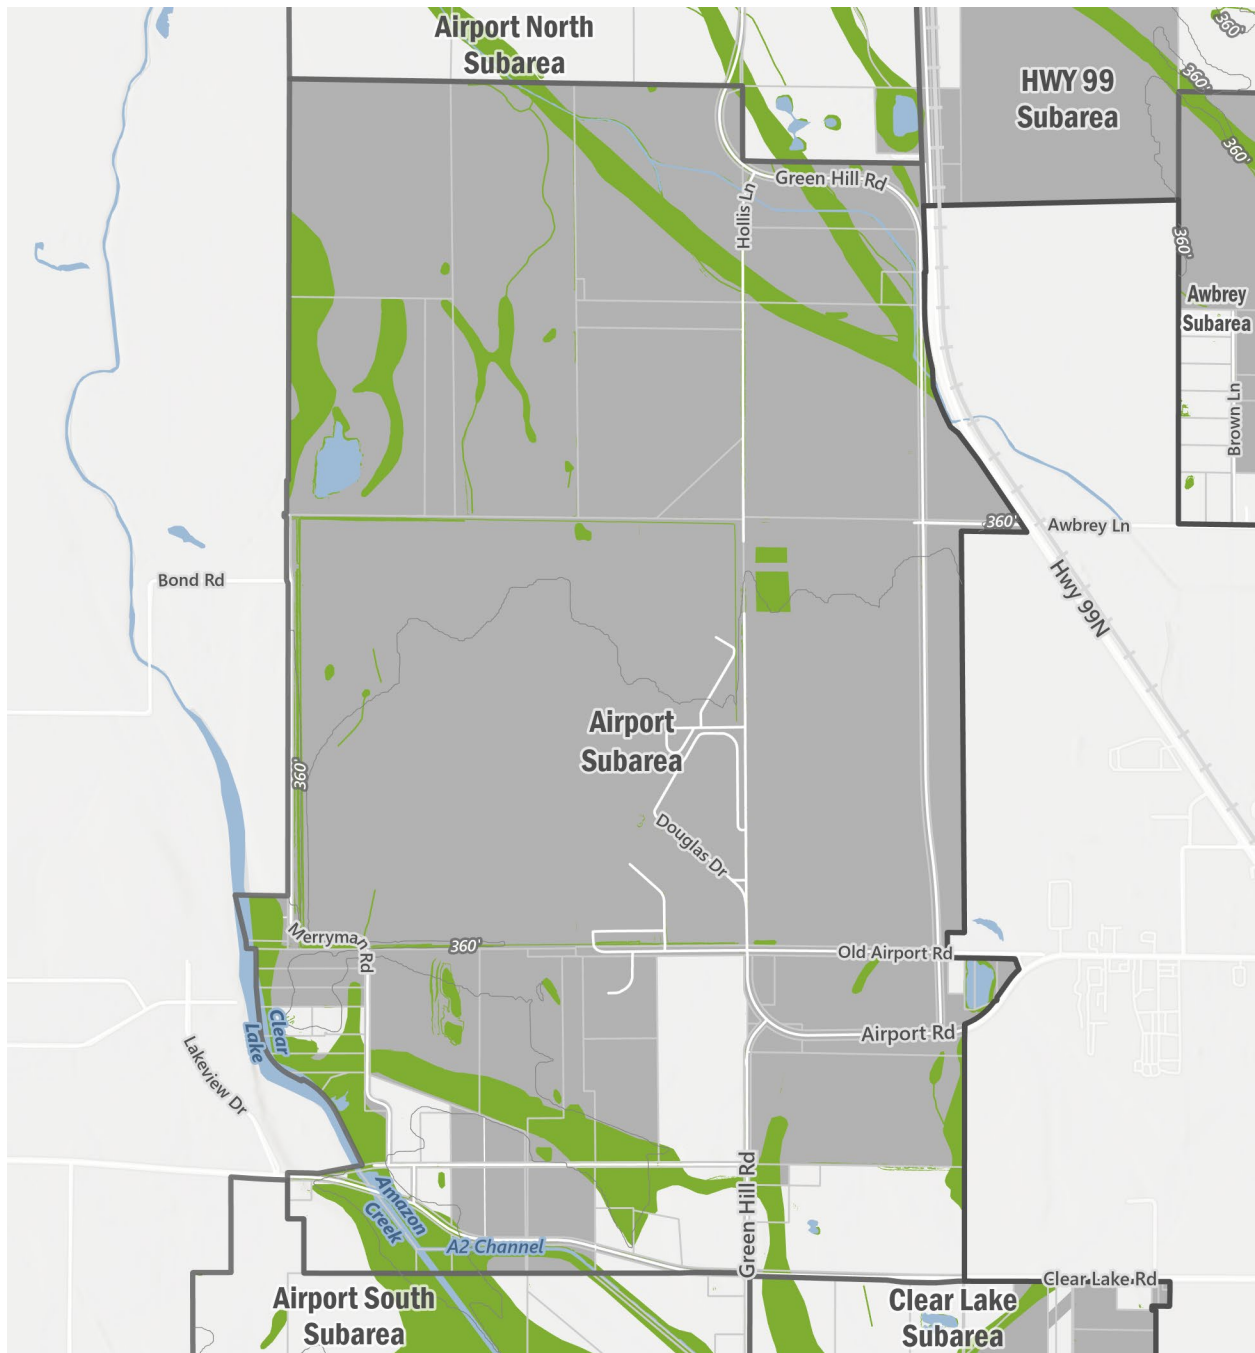 Airport North
Subarea
HWY 99
Subarea
360'
360'
360'
Green Hill Rd
Hollis Ln
360'
Awbrey
Subarea
Brown Ln
360'
Awbrey Ln
Bond Rd
Hwy 99N
Airport
Subarea
360'
Douglas Dr
Merryman Rd
360'
Old Airport Rd
Clear
Lake
Airport Rd
Lakeview Dr
Amazon
Creek
A2 Channel
Green Hill Rd
Clear Lake Rd
Airport South
Subarea
Clear Lake
Subarea